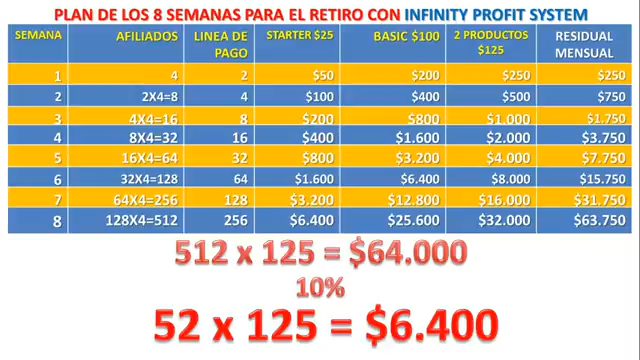 PLAN DE LOS 8 SEMANAS PARA EL RETIRO CON INFINITY PROFIT SYSTEM
SEMANA AFILIADOS LINEA DE PAGO STARTER $25 BASIC $100 2 PRODUCTOS $125 RESIDUAL MENSUAL
1 4 2 $50 $200 $250 $250
2 2X4=8 4 $100 $400 $500 $750
3 4X4=16 8 $200 $800 $1.000 $1.750
4 8X4=32 16 $400 $1.600 $2.000 $3.750
5 16X4=64 32 $800 $3.200 $4.000 $7.750
6 32X4=128 64 $1.600 $6.400 $8.000 $15.750
7 64X4=256 128 $3.200 $12.800 $16.000 $31.750
8 128X4=512 256 $6.400 $25.600 $32.000 $63.750
512 x 125 = $64.000
10%
52 x 125 = $6.400